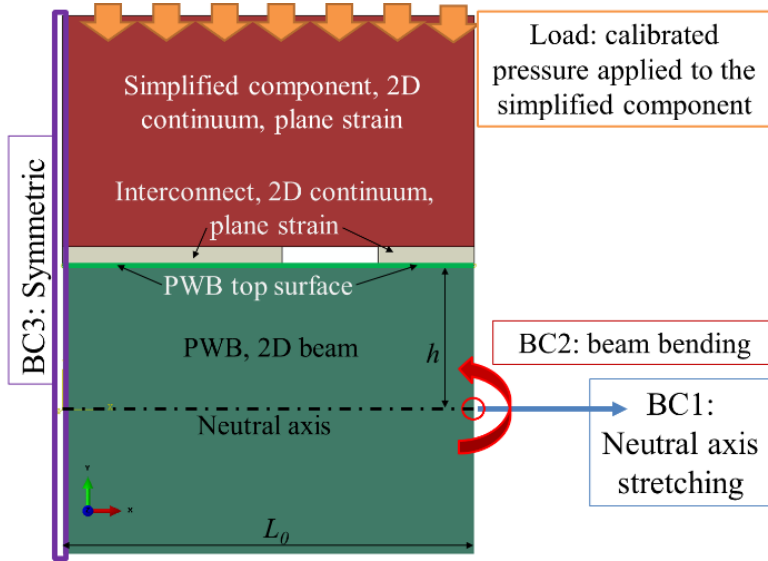 Load: calibrated
pressure applied to the
simplified component
Simplified component, 2D
continuum, plane strain
Interconnect, 2D continuum,
plane strain
BC3: Symmetric
PWB top surface
PWB, 2D beam
h
BC2: beam bending
Neutral axis
BC1:
Neutral axis
stretching
Y
X
L0